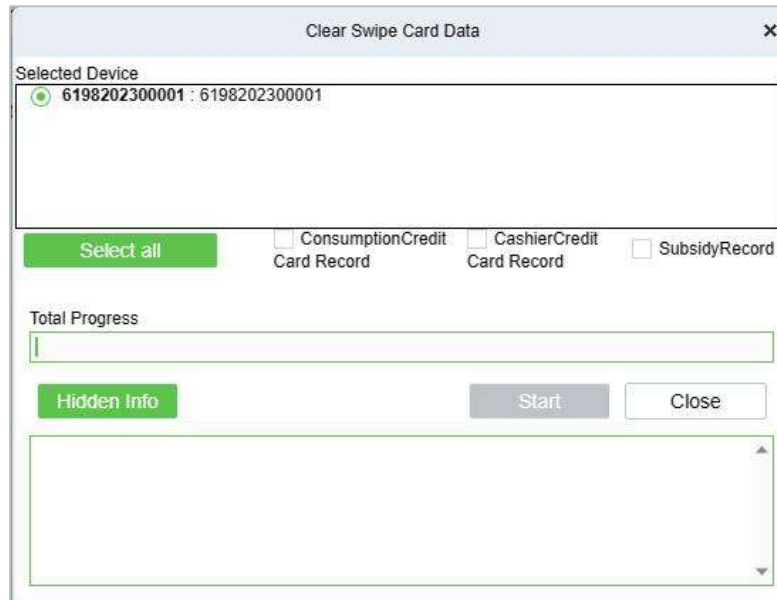 Clear Swipe Card Data
Selected Device
6198202300001 : 6198202300001
Select all
ConsumptionCredit
Card Record
CashierCredit
Card Record
SubsidyRecord
Total Progress
Hidden Info
Start
Close